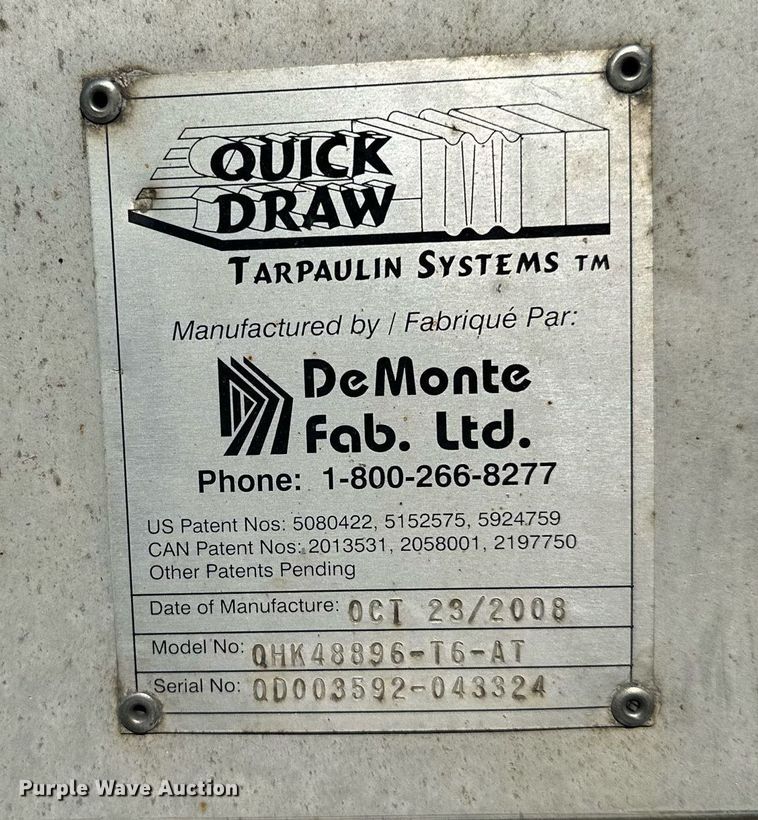 QUICK
DRAW
TARPAULIN SYSTEMS TM
Manufactured by / Fabriqué Par:
DeMonte
Fab. Ltd.
Phone: 1-800-266-8277
US Patent Nos: 5080422, 5152575, 5924759
CAN Patent Nos: 2013531, 2058001, 2197750
Other Patents Pending
Date of Manufacture: OCT 23/2008
Model No: QHK48896-T6-AT
Serial No: QD003592-043324
Purple Wave Auction